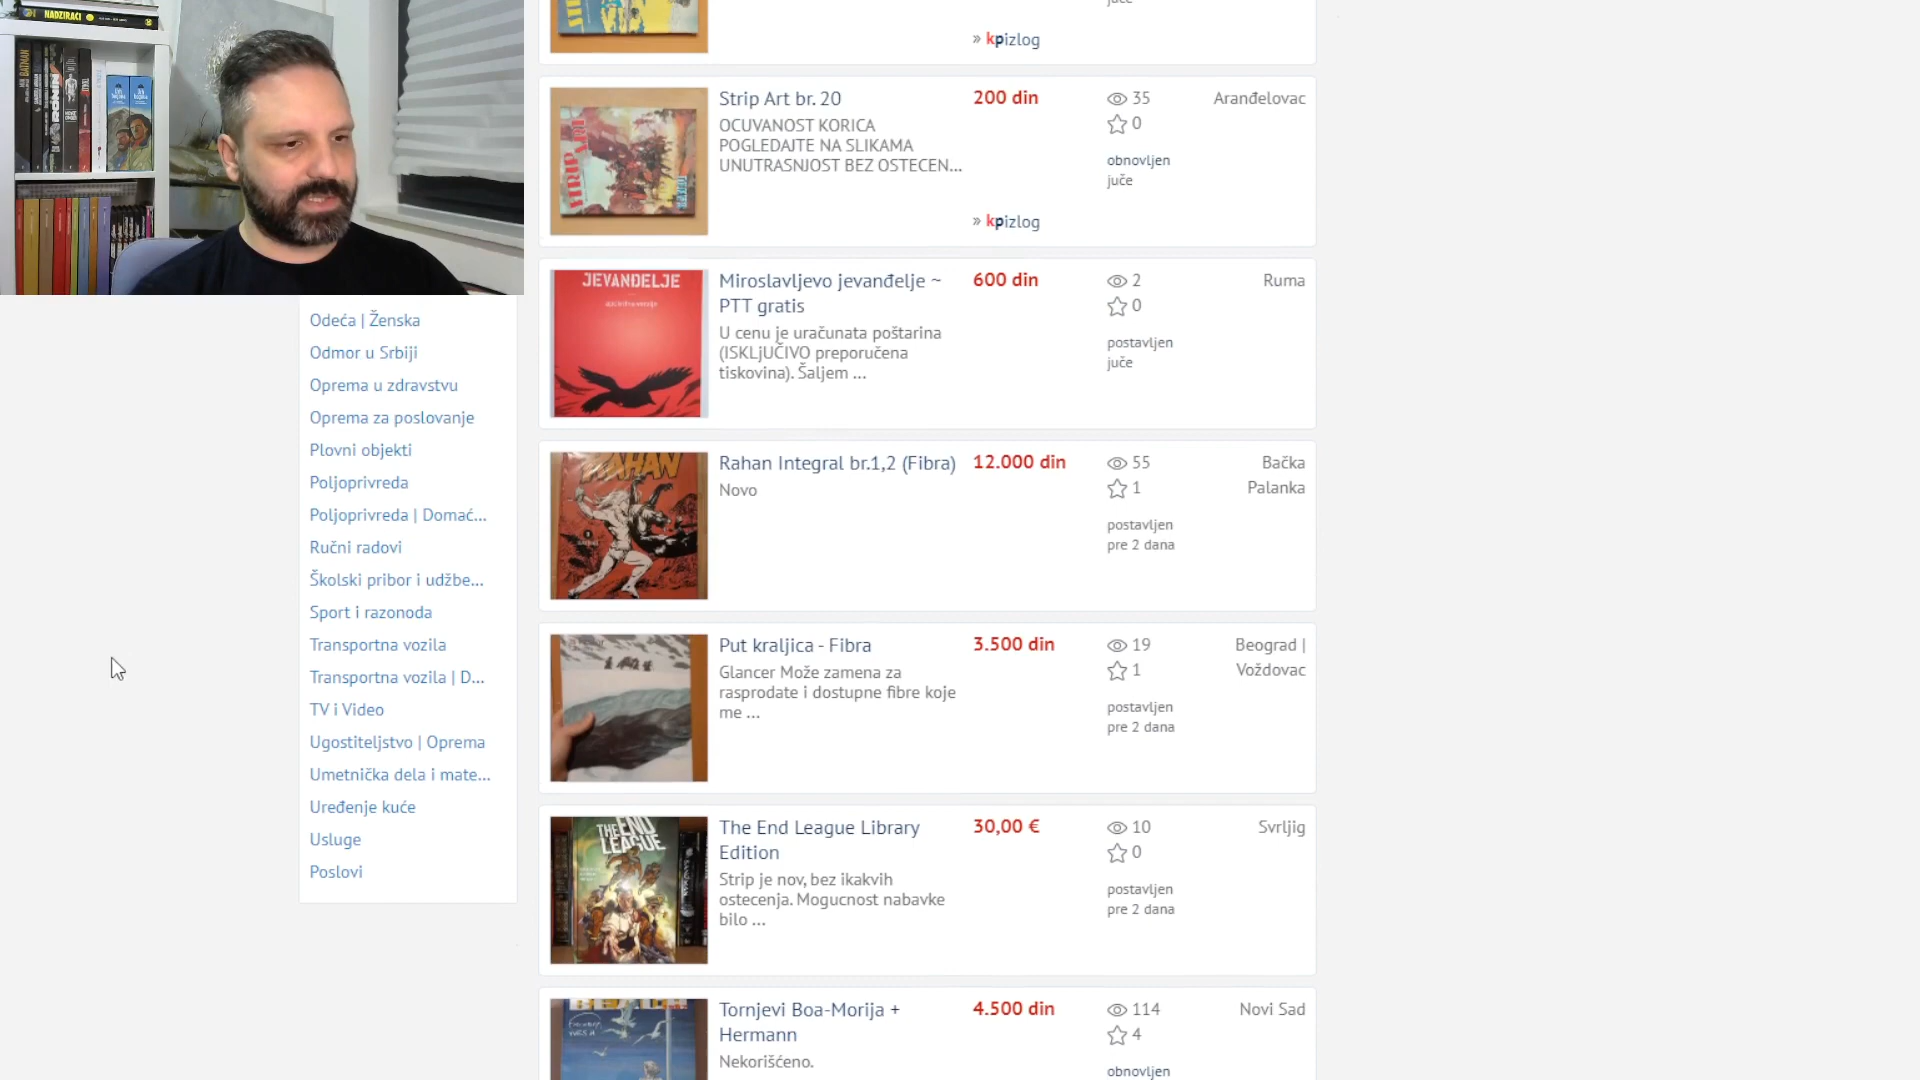 NADZIRACI
BATMAN
juče
» kpizlog
Strip Art br. 20
OCUVANOST KORICA
POGLEDAJTE NA SLIKAMA
UNUTRASNJOST BEZ OSTECEN...
200 din
35
0
obnovljen
juče
Aranđelovac
» kpizlog
JEVANĐELJE
Miroslavljevo jevanđelje ~
PTT gratis
U cenu je uračunata poštarina
(ISKLjUČIVO preporučena
tiskovina). Šaljem ...
600 din
2
0
postavljen
juče
Ruma
RAHAN
Rahan Integral br.1,2 (Fibra)
Novo
12.000 din
55
1
postavljen
pre 2 dana
Bačka
Palanka
Put kraljica - Fibra
Glancer Može zamena za
rasprodate i dostupne fibre koje
me ...
3.500 din
19
1
postavljen
pre 2 dana
Beograd |
Voždovac
THE END
LEAGUE
The End League Library
Edition
Strip je nov, bez ikakvih
ostecenja. Mogucnost nabavke
bilo ...
30,00 €
10
0
postavljen
pre 2 dana
Svrljig
Tornjevi Boa-Morija +
Hermann
Nekorišćeno.
4.500 din
114
4
obnovljen
Novi Sad
Odeća | Ženska
Odmor u Srbiji
Oprema u zdravstvu
Oprema za poslovanje
Plovni objekti
Poljoprivreda
Poljoprivreda | Domać...
Ručni radovi
Školski pribor i udžbe...
Sport i razonoda
Transportna vozila
Transportna vozila | D...
TV i Video
Ugostiteljstvo | Oprema
Umetnička dela i mate...
Uređenje kuće
Usluge
Poslovi